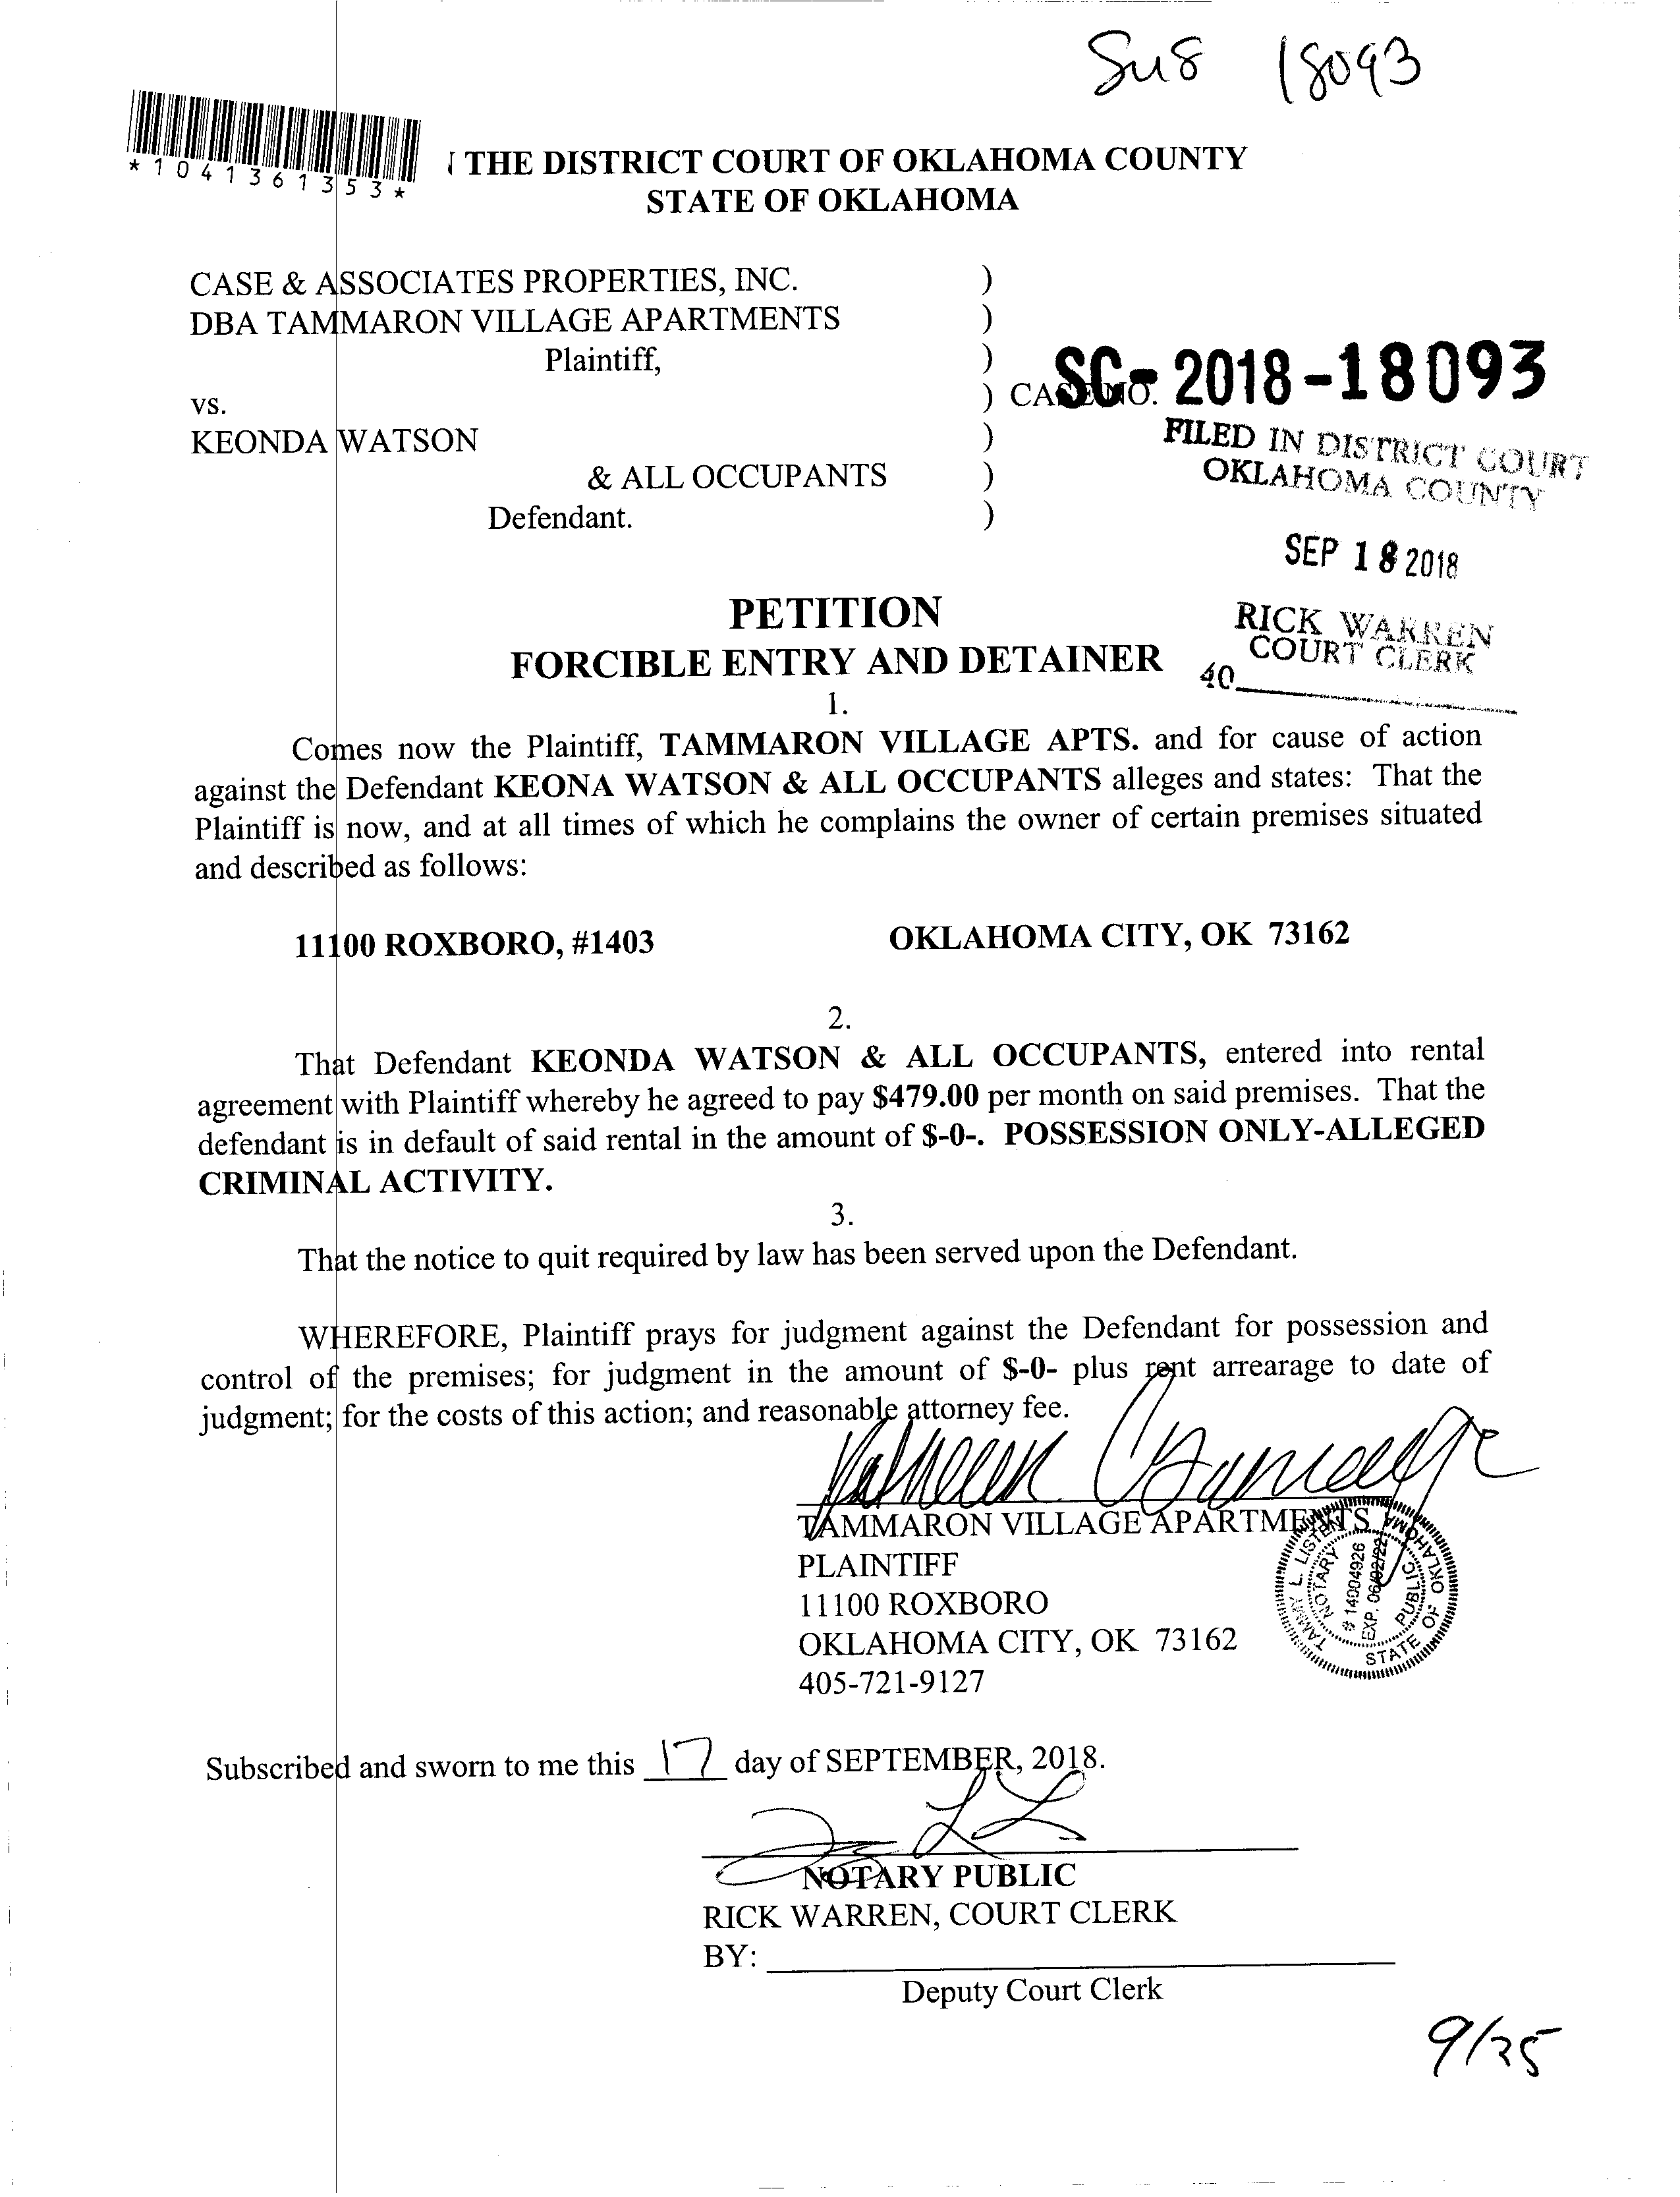 Su8 18093
*1041361353*
THE DISTRICT COURT OF OKLAHOMA COUNTY
STATE OF OKLAHOMA
CASE & ASSOCIATES PROPERTIES, INC. )
DBA TAMMARON VILLAGE APARTMENTS )
Plaintiff, )
) CASE NO. SC-2018-18093
vs.
KEONDA WATSON )
& ALL OCCUPANTS )
Defendant. )
FILED IN DISTRICT COURT
OKLAHOMA COUNTY
SEP 18 2018
RICK WARREN
COURT CLERK
40
PETITION
FORCIBLE ENTRY AND DETAINER
1.
Comes now the Plaintiff, TAMMARON VILLAGE APTS. and for cause of action
against the Defendant KEONA WATSON & ALL OCCUPANTS alleges and states: That the
Plaintiff is now, and at all times of which he complains the owner of certain premises situated
and described as follows:
11100 ROXBORO, #1403 OKLAHOMA CITY, OK 73162
2.
That Defendant KEONDA WATSON & ALL OCCUPANTS, entered into rental
agreement with Plaintiff whereby he agreed to pay $479.00 per month on said premises. That the
defendant is in default of said rental in the amount of $-0-. POSSESSION ONLY-ALLEGED
CRIMINAL ACTIVITY.
3.
That the notice to quit required by law has been served upon the Defendant.
WHEREFORE, Plaintiff prays for judgment against the Defendant for possession and
control of the premises; for judgment in the amount of $-0- plus rent arrearage to date of
judgment; for the costs of this action; and reasonable attorney fee.
TAMMARON VILLAGE APARTMENTS
PLAINTIFF
11100 ROXBORO
OKLAHOMA CITY, OK 73162
405-721-9127
TAMMY L. LISTEN
NOTARY
# 14004926
EXP. 06/02/22
PUBLIC
STATE OF OKLAHOMA
Subscribed and sworn to me this 17 day of SEPTEMBER, 2018.
NOTARY PUBLIC
RICK WARREN, COURT CLERK
BY:
Deputy Court Clerk
9/25